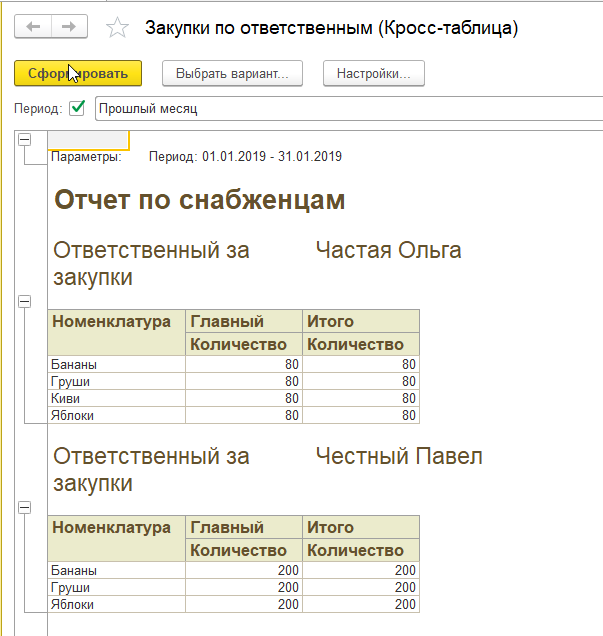 Закупки по ответственным (Кросс-таблица)
Сформировать Выбрать вариант... Настройки...
Период: Прошлый месяц
Параметры: Период: 01.01.2019 - 31.01.2019
Отчет по снабженцам
Ответственный за Частая Ольга
закупки
Номенклатура Главный Итого
Количество Количество
Бананы 80 80
Груши 80 80
Киви 80 80
Яблоки 80 80
Ответственный за Честный Павел
закупки
Номенклатура Главный Итого
Количество Количество
Бананы 200 200
Груши 200 200
Яблоки 200 200